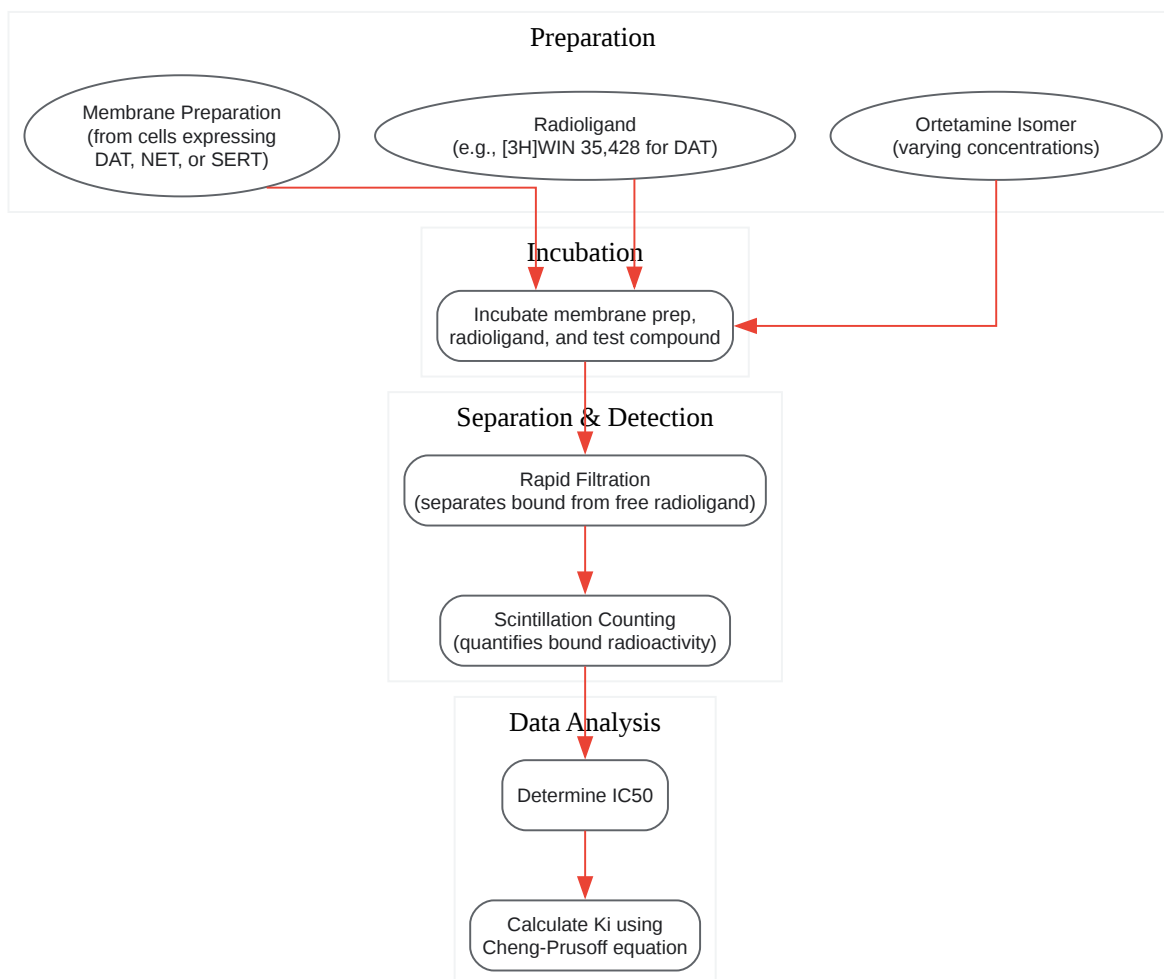 Preparation
Membrane Preparation
(from cells expressing
DAT, NET, or SERT)
Radioligand
(e.g., [3H]WIN 35,428 for DAT)
Ortetamine Isomer
(varying concentrations)
Incubation
Incubate membrane prep,
radioligand, and test compound
Separation & Detection
Rapid Filtration
(separates bound from free radioligand)
Scintillation Counting
(quantifies bound radioactivity)
Data Analysis
Determine IC50
Calculate Ki using
Cheng-Prusoff equation